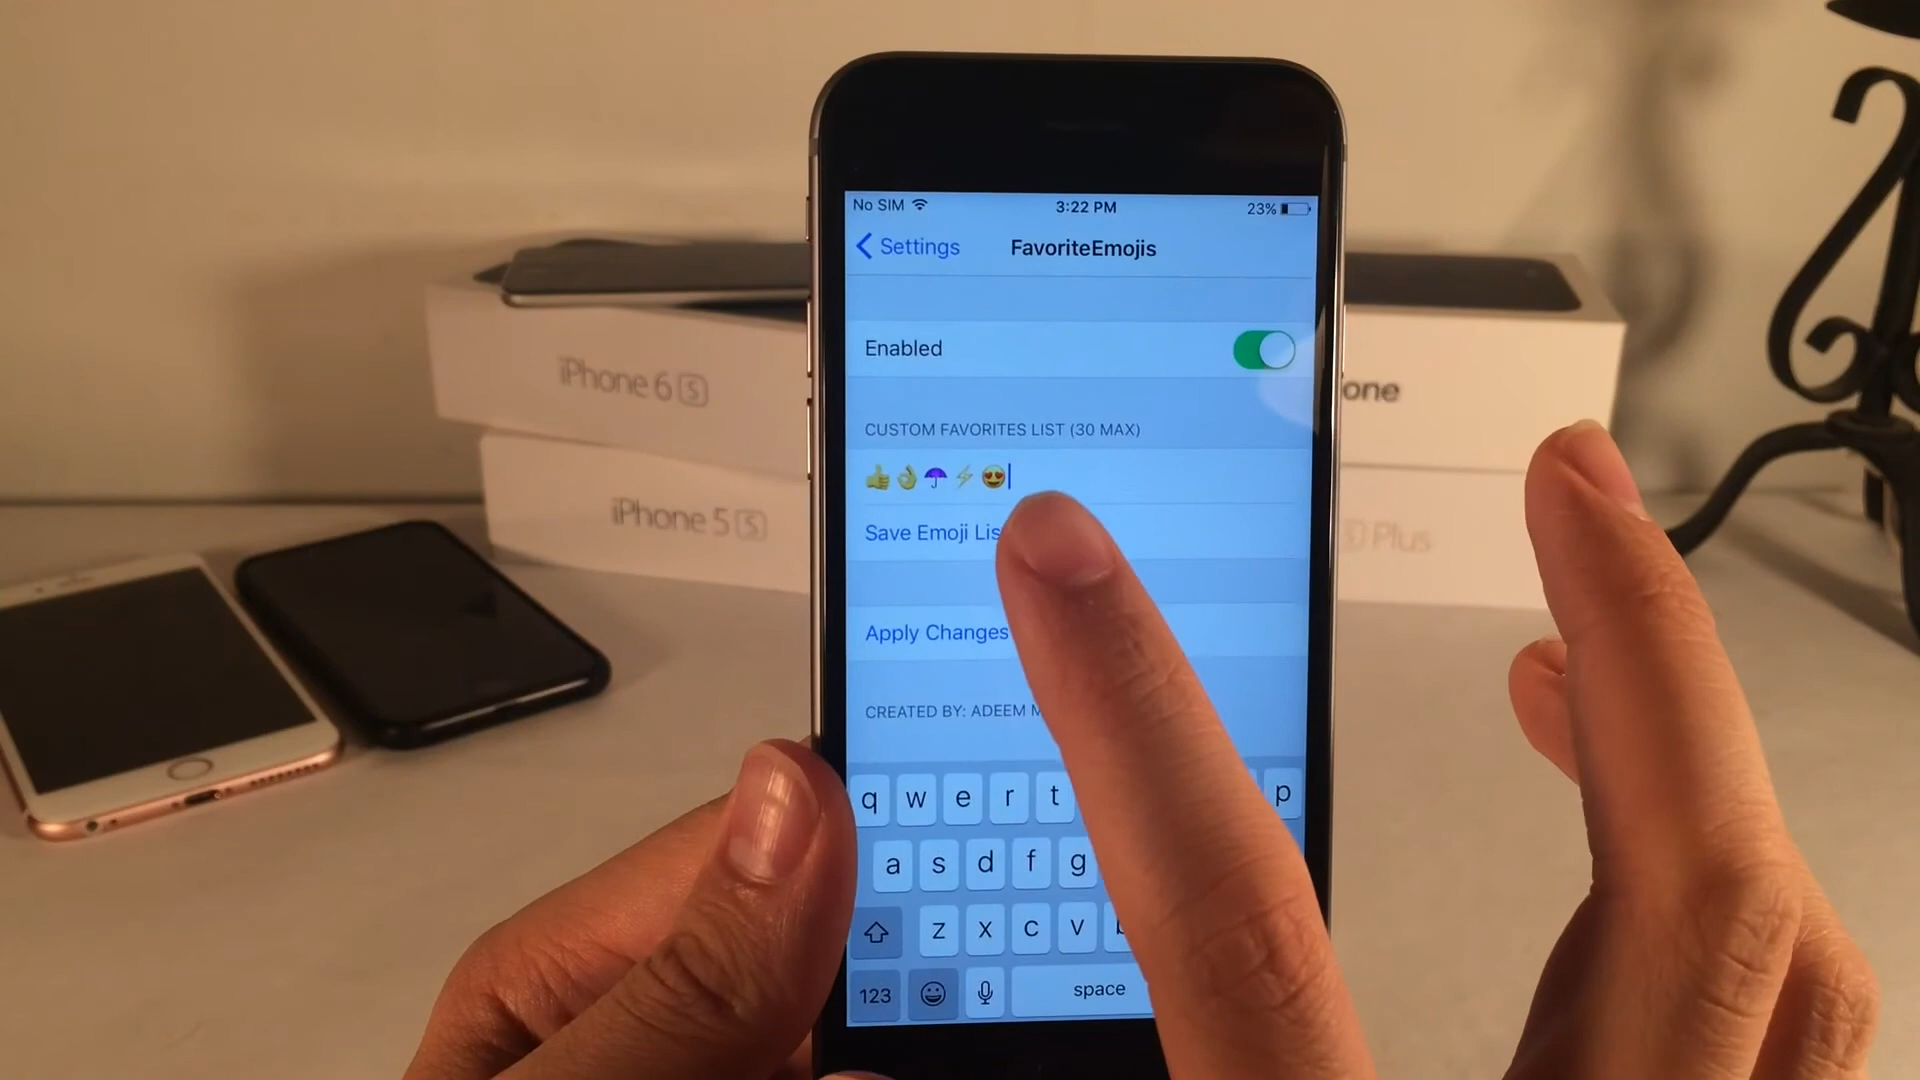 No SIM 3:22 PM 23%
Settings FavoriteEmojis
Enabled
CUSTOM FAVORITES LIST (30 MAX)
👍👌☂️⚡😍
Save Emoji Lis
Apply Changes
CREATED BY: ADEEM
q w e r t p
a s d f g
z x c v
123 space
iPhone 6 S
iPhone 5 S
one
Plus